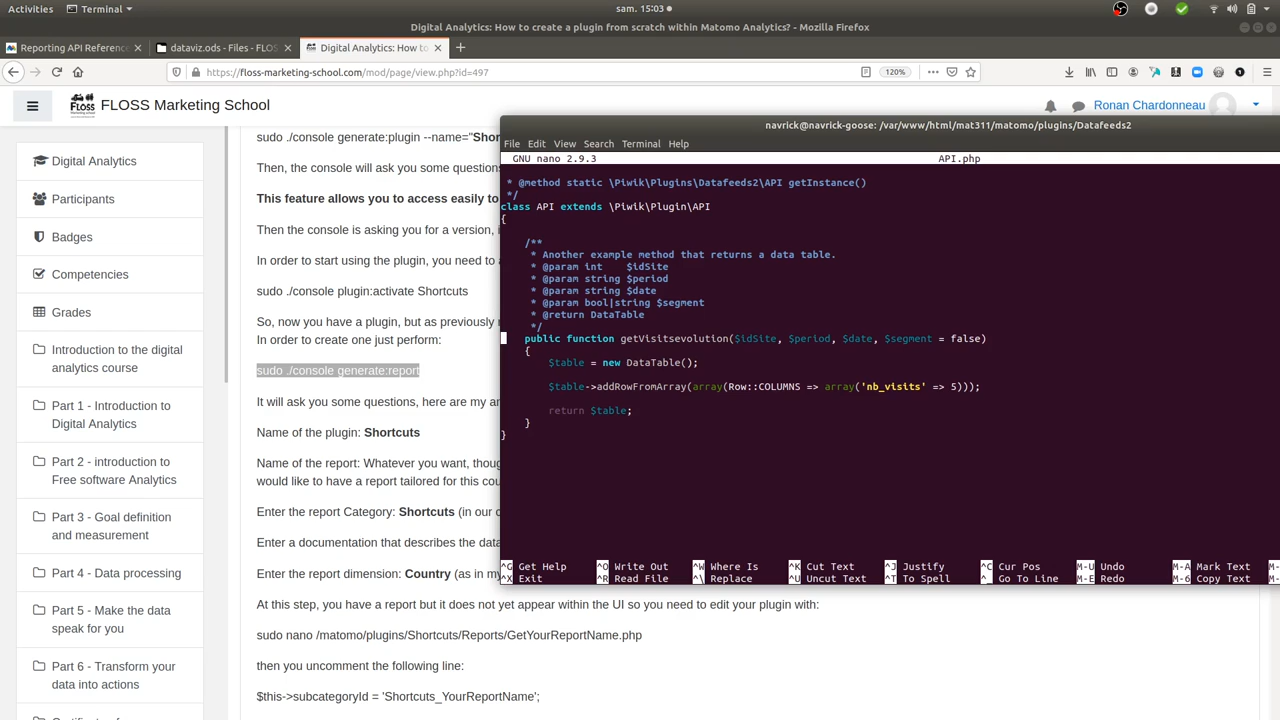 Activities Terminal sam. 15:03
Digital Analytics: How to create a plugin from scratch within Matomo Analytics? - Mozilla Firefox
Reporting API Reference: dataviz.ods - Files - FLOS Digital Analytics: How to
https://floss-marketing-school.com/mod/page/view.php?id=497 120%
FLOSS Marketing School Ronan Chardonneau
Digital Analytics
Participants
Badges
Competencies
Grades
Introduction to the digital
analytics course
Part 1 - Introduction to
Digital Analytics
Part 2 - introduction to
Free software Analytics
Part 3 - Goal definition
and measurement
Part 4 - Data processing
Part 5 - Make the data
speak for you
Part 6 - Transform your
data into actions
sudo ./console generate:plugin --name="Shor
Then, the console will ask you some questions
This feature allows you to access easily to
Then the console is asking you for a version, i
In order to start using the plugin, you need to a
sudo ./console plugin:activate Shortcuts
So, now you have a plugin, but as previously
In order to create one just perform:
sudo ./console generate:report
It will ask you some questions, here are my an
Name of the plugin: Shortcuts
Name of the report: Whatever you want, thoug
would like to have a report tailored for this cou
Enter the report Category: Shortcuts (in our c
Enter a documentation that describes the data
Enter the report dimension: Country (as in my
At this step, you have a report but it does not yet appear within the UI so you need to edit your plugin with:
sudo nano /matomo/plugins/Shortcuts/Reports/GetYourReportName.php
then you uncomment the following line:
$this->subcategoryId = 'Shortcuts_YourReportName';
navrick@navrick-goose: /var/www/html/mat311/matomo/plugins/Datafeeds2
File Edit View Search Terminal Help
GNU nano 2.9.3 API.php
* @method static \Piwik\Plugins\Datafeeds2\API getInstance()
*/
class API extends \Piwik\Plugin\API
{
/**
* Another example method that returns a data table.
* @param int $idSite
* @param string $period
* @param string $date
* @param bool|string $segment
* @return DataTable
*/
public function getVisitsevolution($idSite, $period, $date, $segment = false)
{
$table = new DataTable();
$table->addRowFromArray(array(Row::COLUMNS => array('nb_visits' => 5)));
return $table;
}
}
^G Get Help ^O Write Out ^W Where Is ^K Cut Text ^J Justify ^C Cur Pos M-U Undo M-A Mark Text M-
^X Exit ^R Read File ^\ Replace ^U Uncut Text ^T To Spell ^_ Go To Line M-E Redo M-6 Copy Text M-